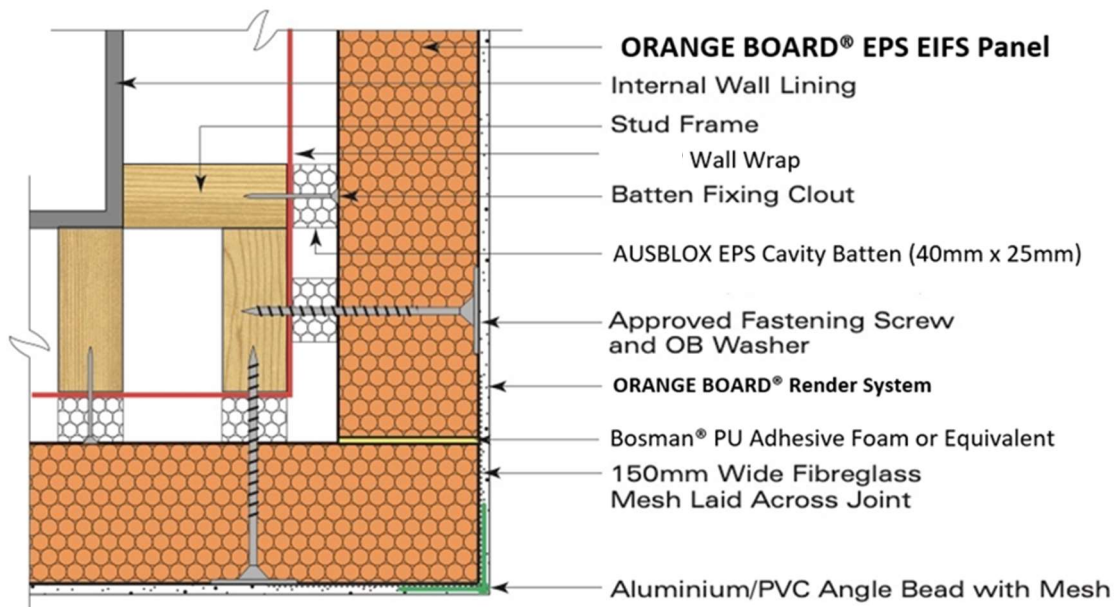 ORANGE BOARD® EPS EIFS Panel
Internal Wall Lining
Stud Frame
Wall Wrap
Batten Fixing Clout
AUSBLOX EPS Cavity Batten (40mm x 25mm)
Approved Fastening Screw
and OB Washer
ORANGE BOARD® Render System
Bosman® PU Adhesive Foam or Equivalent
150mm Wide Fibreglass
Mesh Laid Across Joint
Aluminium/PVC Angle Bead with Mesh